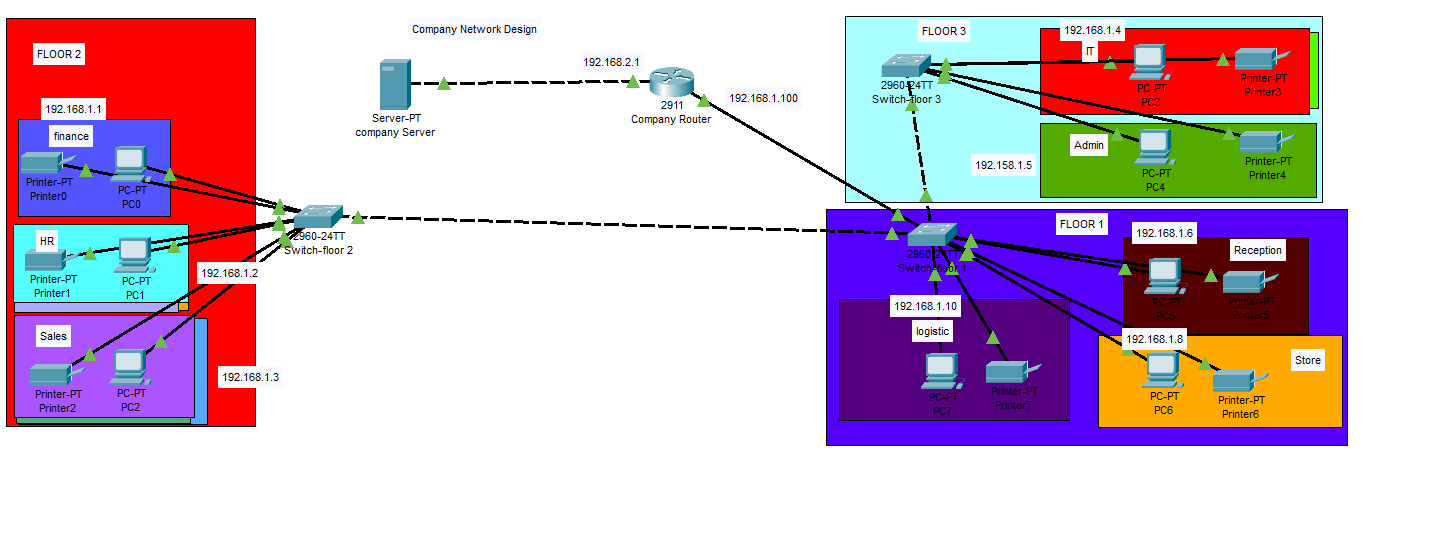 Company Network Design
FLOOR 2
192.168.1.1
finance
Printer-PT
Printer0
PC-PT
PC0
HR
Printer-PT
Printer1
PC-PT
PC1
192.168.1.2
Sales
Printer-PT
Printer2
PC-PT
PC2
192.168.1.3
2960-24TT
Switch-floor 2
Server-PT
company Server
192.168.2.1
2911
Company Router
192.168.1.100
FLOOR 3
2960-24TT
Switch-floor 3
192.168.1.4
IT
PC-PT
PC3
Printer-PT
Printer3
192.158.1.5
Admin
PC-PT
PC4
Printer-PT
Printer4
FLOOR 1
2960-24TT
Switch-floor 1
192.168.1.6
Reception
PC-PT
PC5
Printer-PT
Printer5
192.168.1.10
logistic
PC-PT
PC7
Printer-PT
Printer7
192.168.1.8
Store
PC-PT
PC6
Printer-PT
Printer6